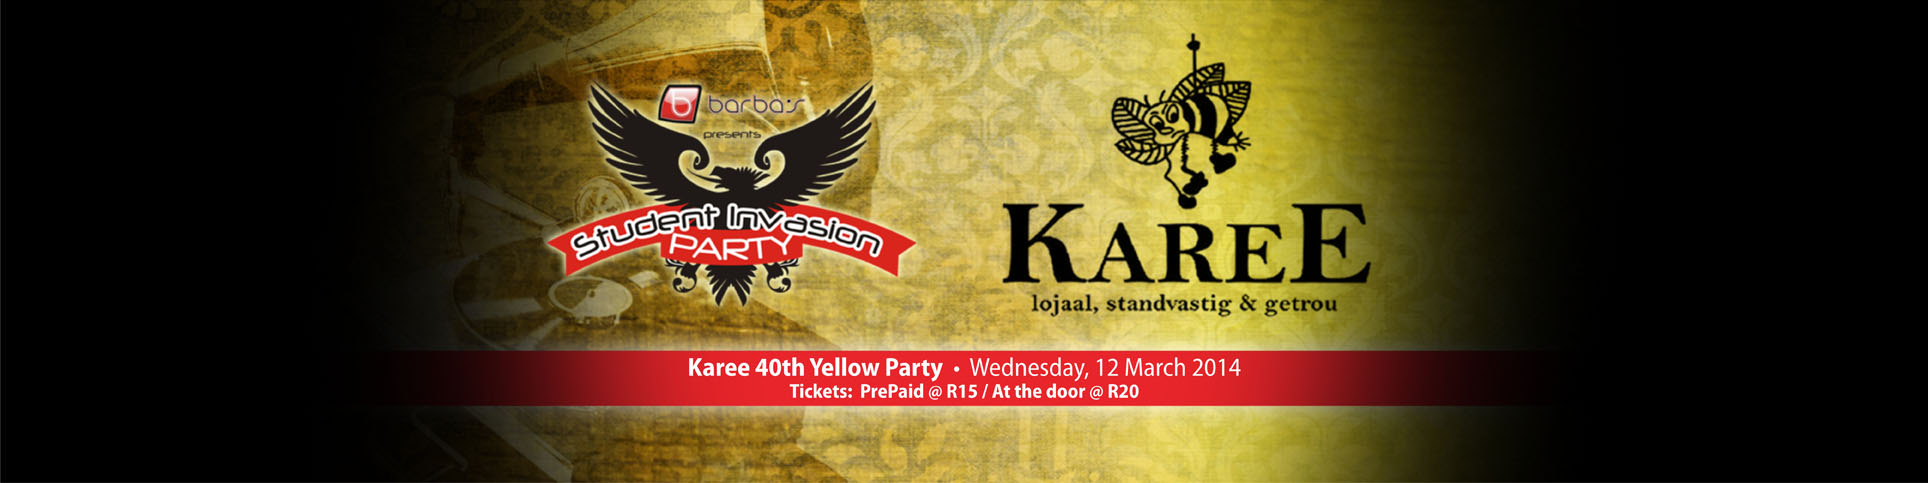 b barba's
presents
Student Invasion
PARTY
KAREE
lojaal, standvastig & getrou
Karee 40th Yellow Party • Wednesday, 12 March 2014
Tickets: PrePaid @ R15 / At the door @ R20